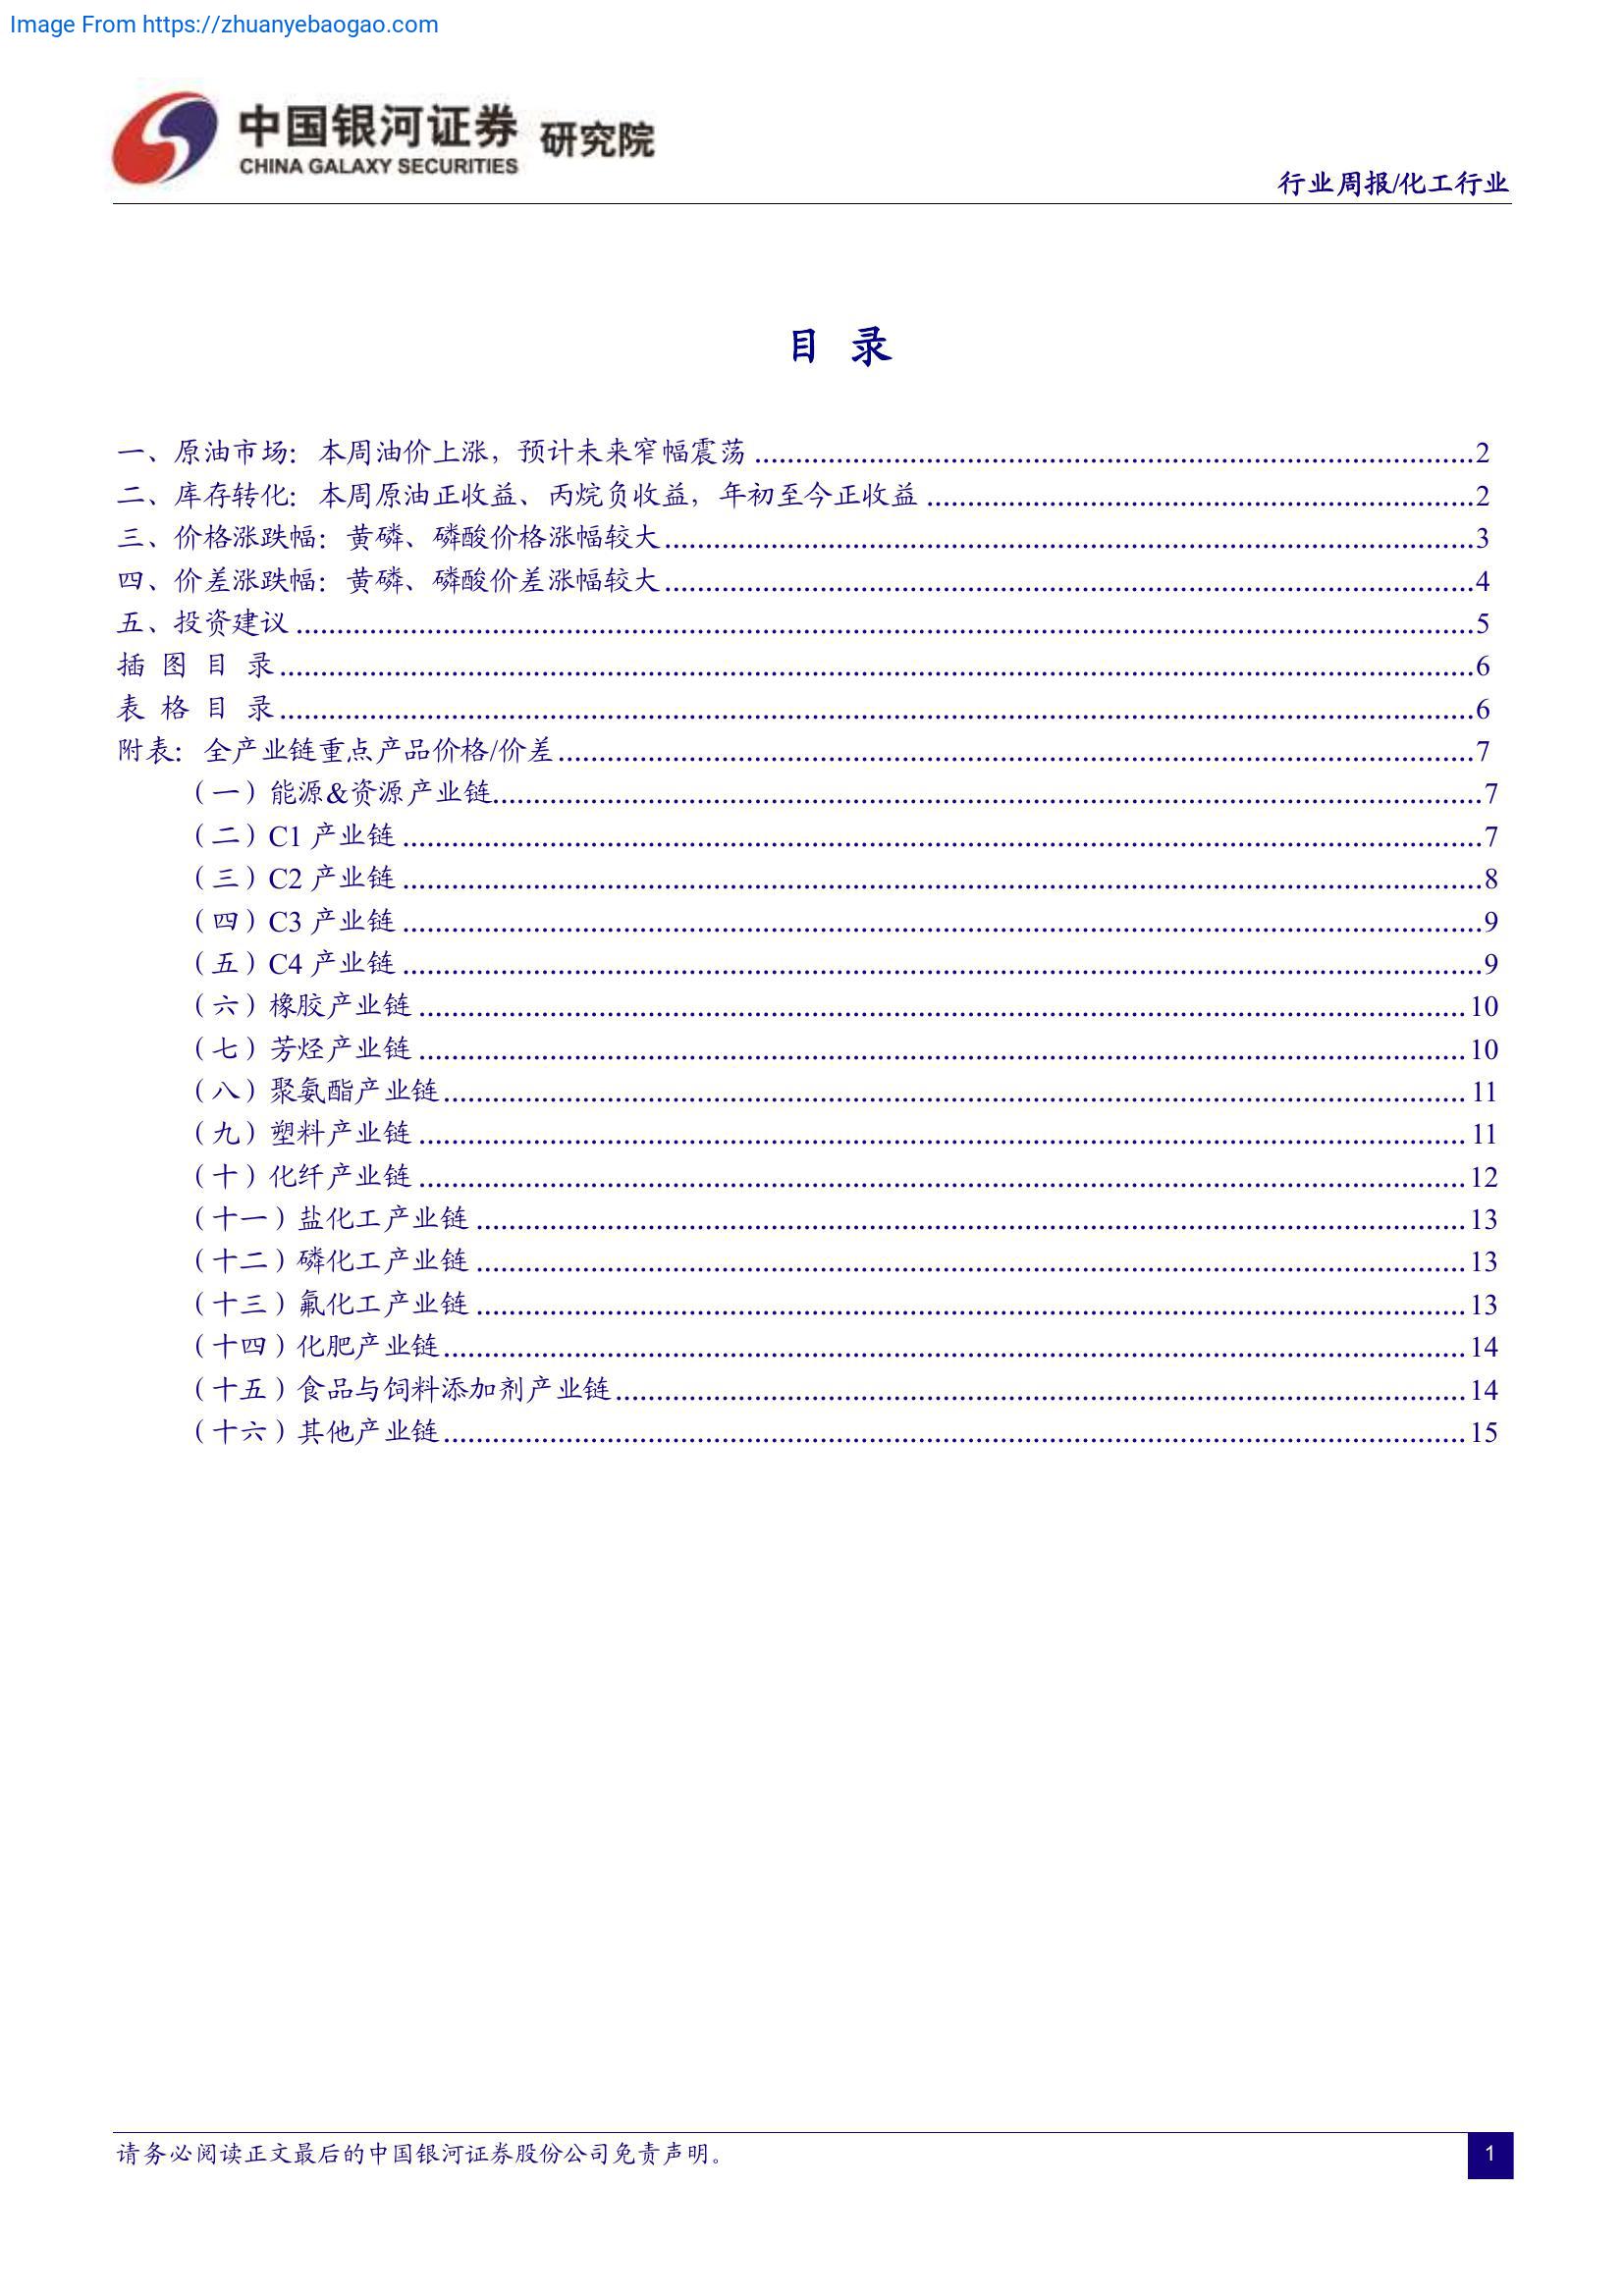 Image From https://zhuanyebaogao.com
中国银河证券 研究院
CHINA GALAXY SECURITIES
行业周报/化工行业
目 录
一、原油市场：本周油价上涨，预计未来窄幅震荡 ........ 2
二、库存转化：本周原油正收益、丙烷负收益，年初至今正收益 ........ 2
三、价格涨跌幅：黄磷、磷酸价格涨幅较大 ........ 3
四、价差涨跌幅：黄磷、磷酸价差涨幅较大 ........ 4
五、投资建议 ........ 5
插 图 目 录 ........ 6
表 格 目 录 ........ 6
附表：全产业链重点产品价格/价差 ........ 7
（一）能源&资源产业链 ........ 7
（二）C1 产业链 ........ 7
（三）C2 产业链 ........ 8
（四）C3 产业链 ........ 9
（五）C4 产业链 ........ 9
（六）橡胶产业链 ........ 10
（七）芳烃产业链 ........ 10
（八）聚氨酯产业链 ........ 11
（九）塑料产业链 ........ 11
（十）化纤产业链 ........ 12
（十一）盐化工产业链 ........ 13
（十二）磷化工产业链 ........ 13
（十三）氟化工产业链 ........ 13
（十四）化肥产业链 ........ 14
（十五）食品与饲料添加剂产业链 ........ 14
（十六）其他产业链 ........ 15
请务必阅读正文最后的中国银河证券股份公司免责声明。
1